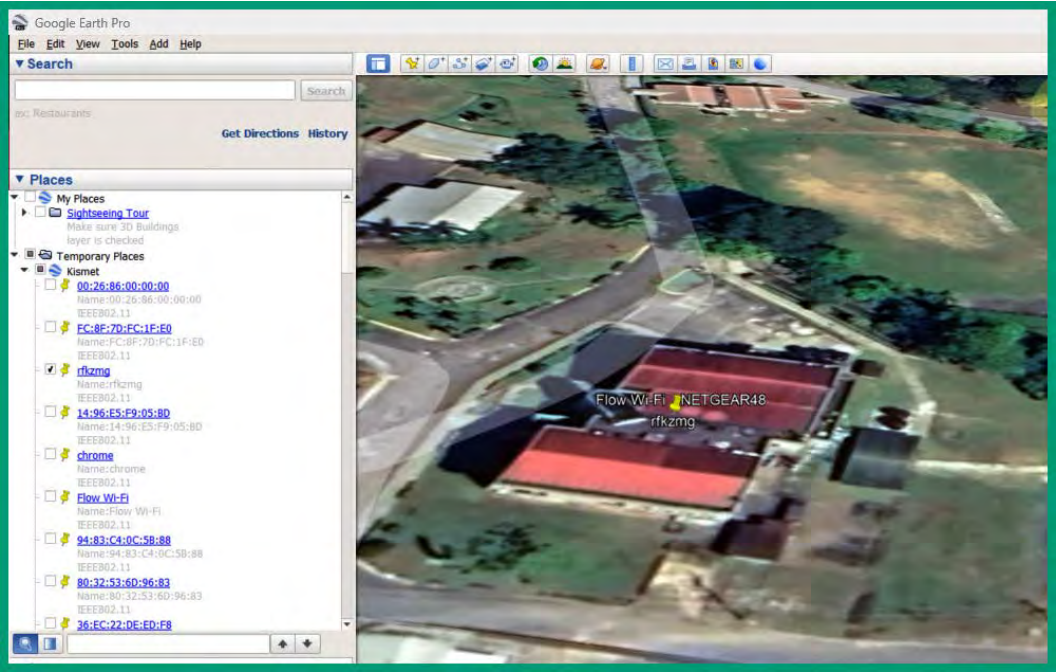 Google Earth Pro
File Edit View Tools Add Help
▼ Search
Search
ex: Restaurants
Get Directions History
▼ Places
My Places
Sightseeing Tour
Make sure 3D Buildings
layer is checked
Temporary Places
Kismet
00:26:86:00:00:00
Name:00:26:86:00:00:00
IEEE802.11
FC:8F:7D:FC:1F:E0
Name:FC:8F:7D:FC:1F:E0
IEEE802.11
rfkzmg
Name:rfkzmg
IEEE802.11
14:96:E5:F9:05:BD
Name:14:96:E5:F9:05:BD
IEEE802.11
chrome
Name:chrome
IEEE802.11
Flow Wi-Fi
Name:Flow Wi-Fi
IEEE802.11
94:83:C4:0C:5B:88
Name:94:83:C4:0C:5B:88
IEEE802.11
80:32:53:6D:96:83
Name:80:32:53:6D:96:83
IEEE802.11
36:EC:22:DE:ED:F8
Flow Wi-Fi NETGEAR48
rfkzmg